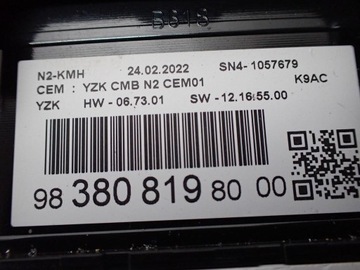 N2-KMH 24.02.2022 SN4- 1057679
CEM : YZK CMB N2 CEM01 K9AC
YZK HW - 06.73.01 SW - 12.16.55.00
98 380 819 80 00